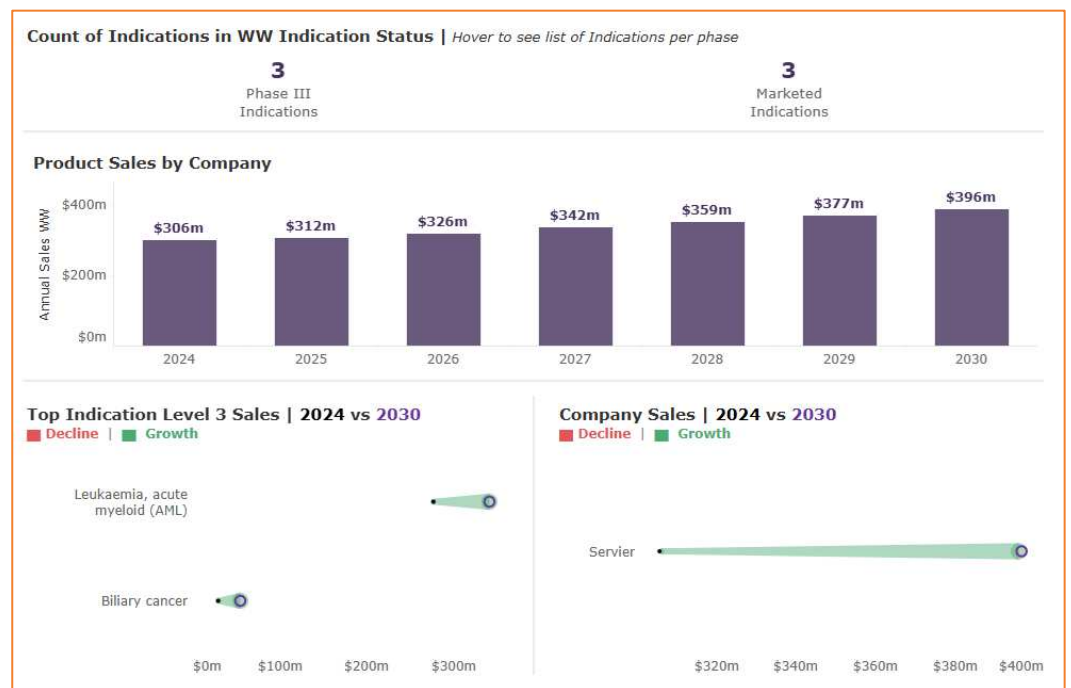 Count of Indications in WW Indication Status | Hover to see list of Indications per phase
3
Phase III
Indications
3
Marketed
Indications
Product Sales by Company
Annual Sales WW
$400m
$200m
$0m
$306m
$312m
$326m
$342m
$359m
$377m
$396m
2024
2025
2026
2027
2028
2029
2030
Top Indication Level 3 Sales | 2024 vs 2030
Decline | Growth
Leukaemia, acute
myeloid (AML)
Biliary cancer
$0m
$100m
$200m
$300m
Company Sales | 2024 vs 2030
Decline | Growth
Servier
$320m
$340m
$360m
$380m
$400m